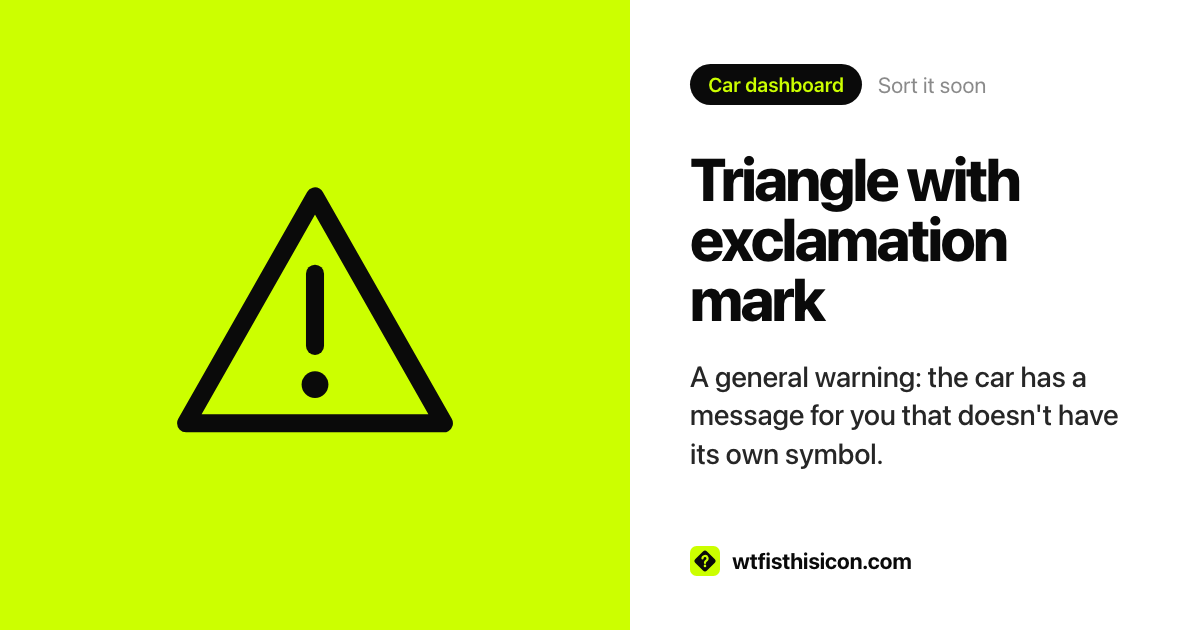 Car dashboard Sort it soon
Triangle with
exclamation
mark
A general warning: the car has a
message for you that doesn't have
its own symbol.
wtfisthisicon.com